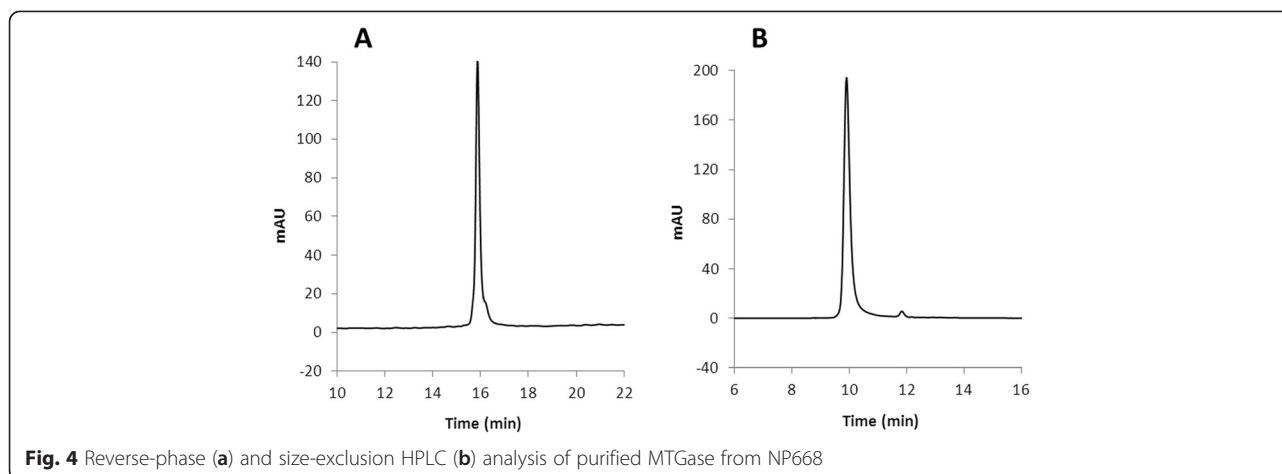 A
140
120
100
80
60
40
20
0
-20
mAU
10 12 14 16 18 20 22
Time (min)
B
200
160
120
80
40
0
-40
mAU
6 8 10 12 14 16
Time (min)
Fig. 4 Reverse-phase (a) and size-exclusion HPLC (b) analysis of purified MTGase from NP668